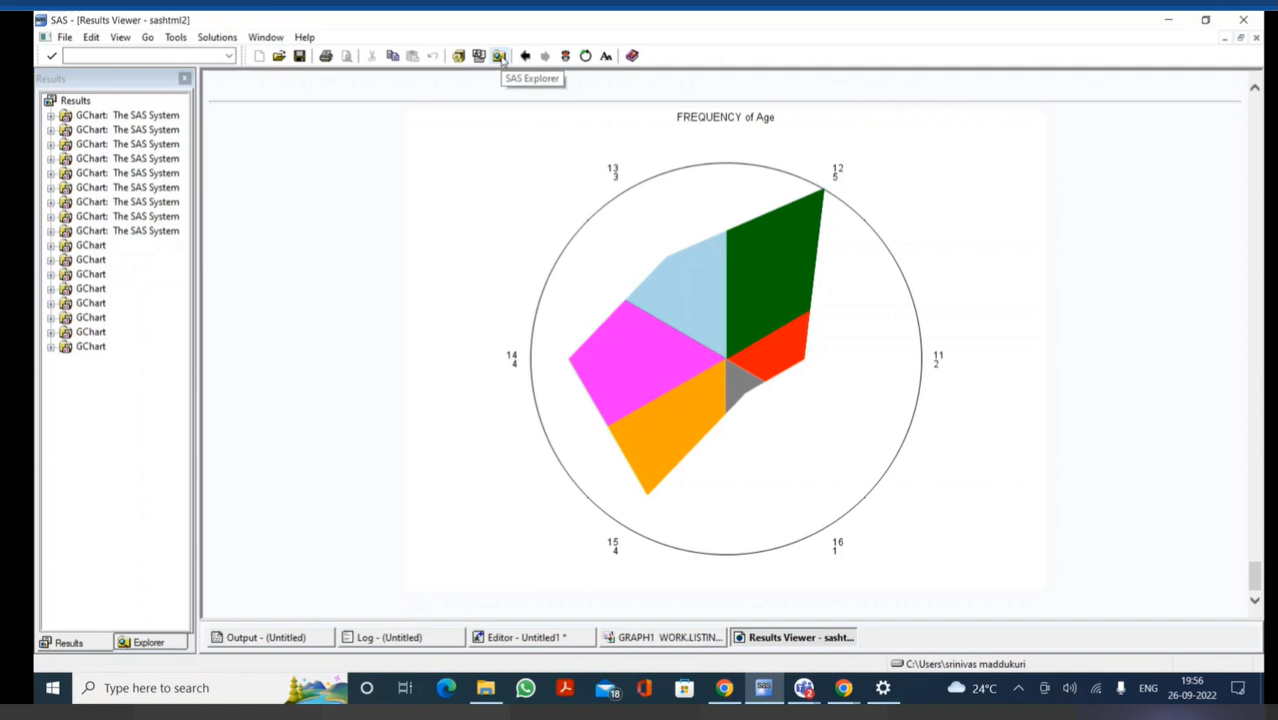 SAS - [Results Viewer - sashtml2]
File Edit View Go Tools Solutions Window Help
SAS Explorer
Results
Results
GChart: The SAS System
GChart: The SAS System
GChart: The SAS System
GChart: The SAS System
GChart: The SAS System
GChart: The SAS System
GChart: The SAS System
GChart: The SAS System
GChart: The SAS System
GChart
GChart
GChart
GChart
GChart
GChart
GChart
GChart
FREQUENCY of Age
13
3
12
5
14
4
11
2
15
4
16
1
Results Explorer
Output - (Untitled) Log - (Untitled) Editor - Untitled1 * GRAPH1 WORK.LISTIN... Results Viewer - sasht...
C:\Users\srinivas maddukuri
Type here to search 18 SAS 2 24°C ENG 19:56
26-09-2022